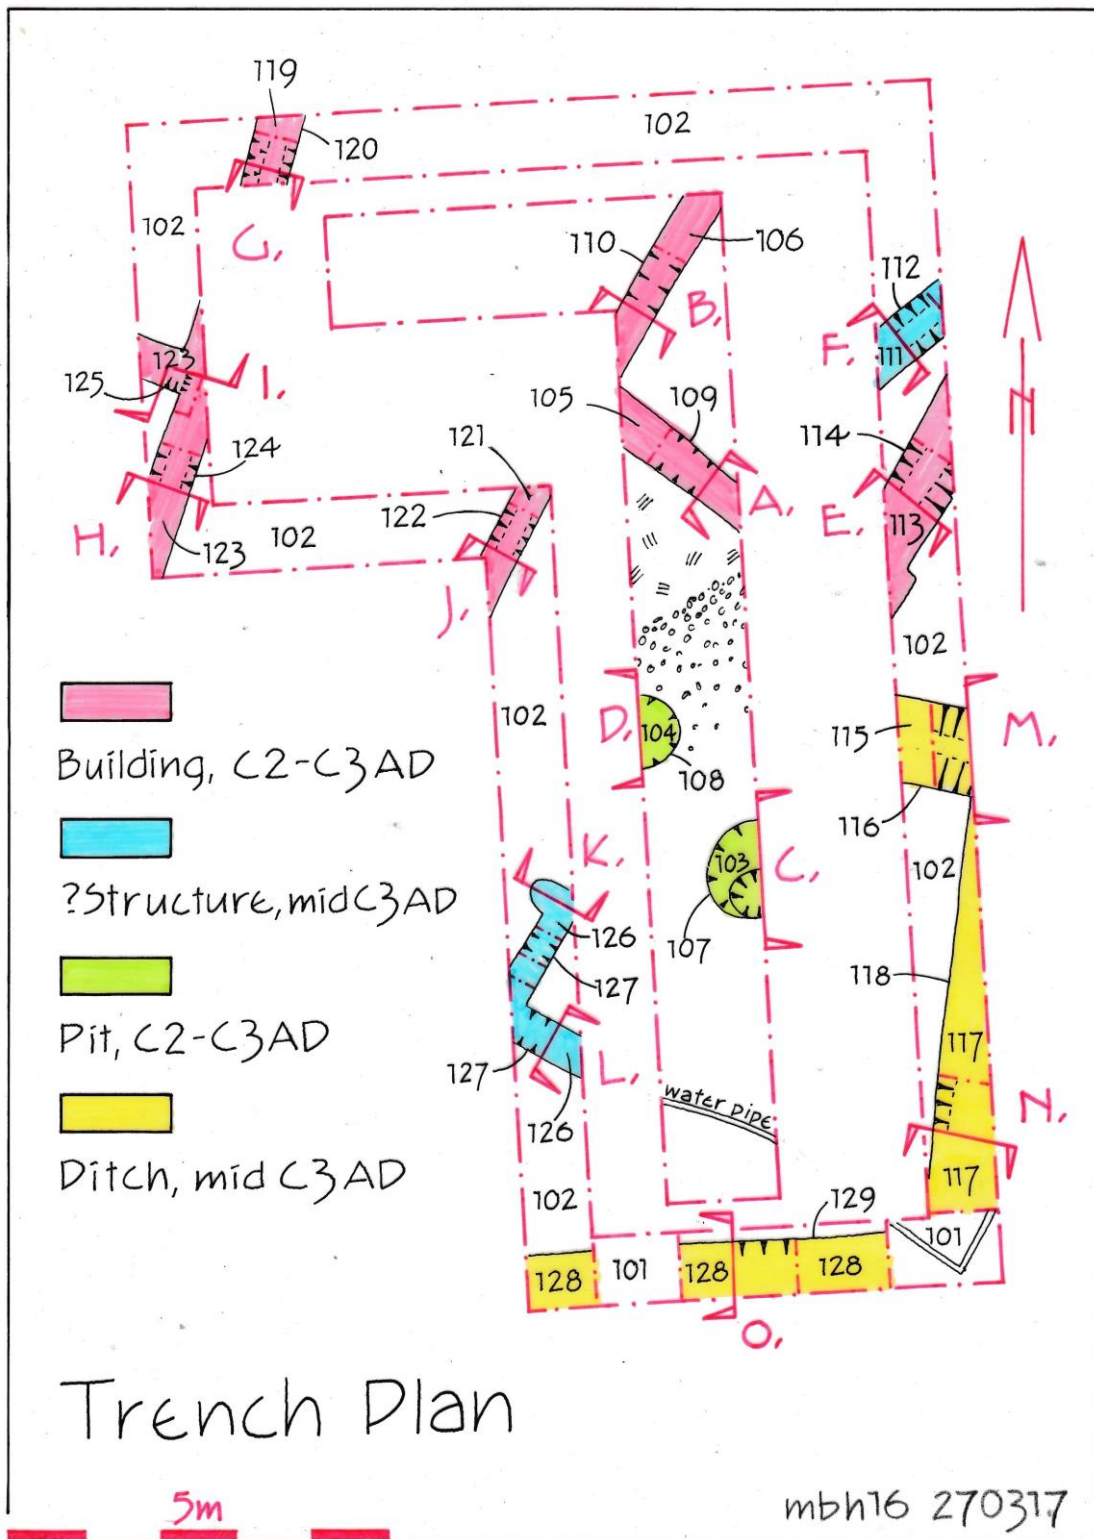 119
120
102
102
G.
110
106
112
B.
F.
111
123
I.
125
105
109
114
124
121
122
A.
E.
113
H.
123
102
J.
102
102
D.
104
115
M.
108
116
Building, C2-C3AD
K.
103
C.
102
?Structure, mid C3AD
126
107
127
118
Pit, C2-C3AD
117
127
L.
water pipe
N.
126
Ditch, mid C3AD
117
102
129
101
128
101
128
128
O.
Trench Plan
5m
mbh16 270317
N